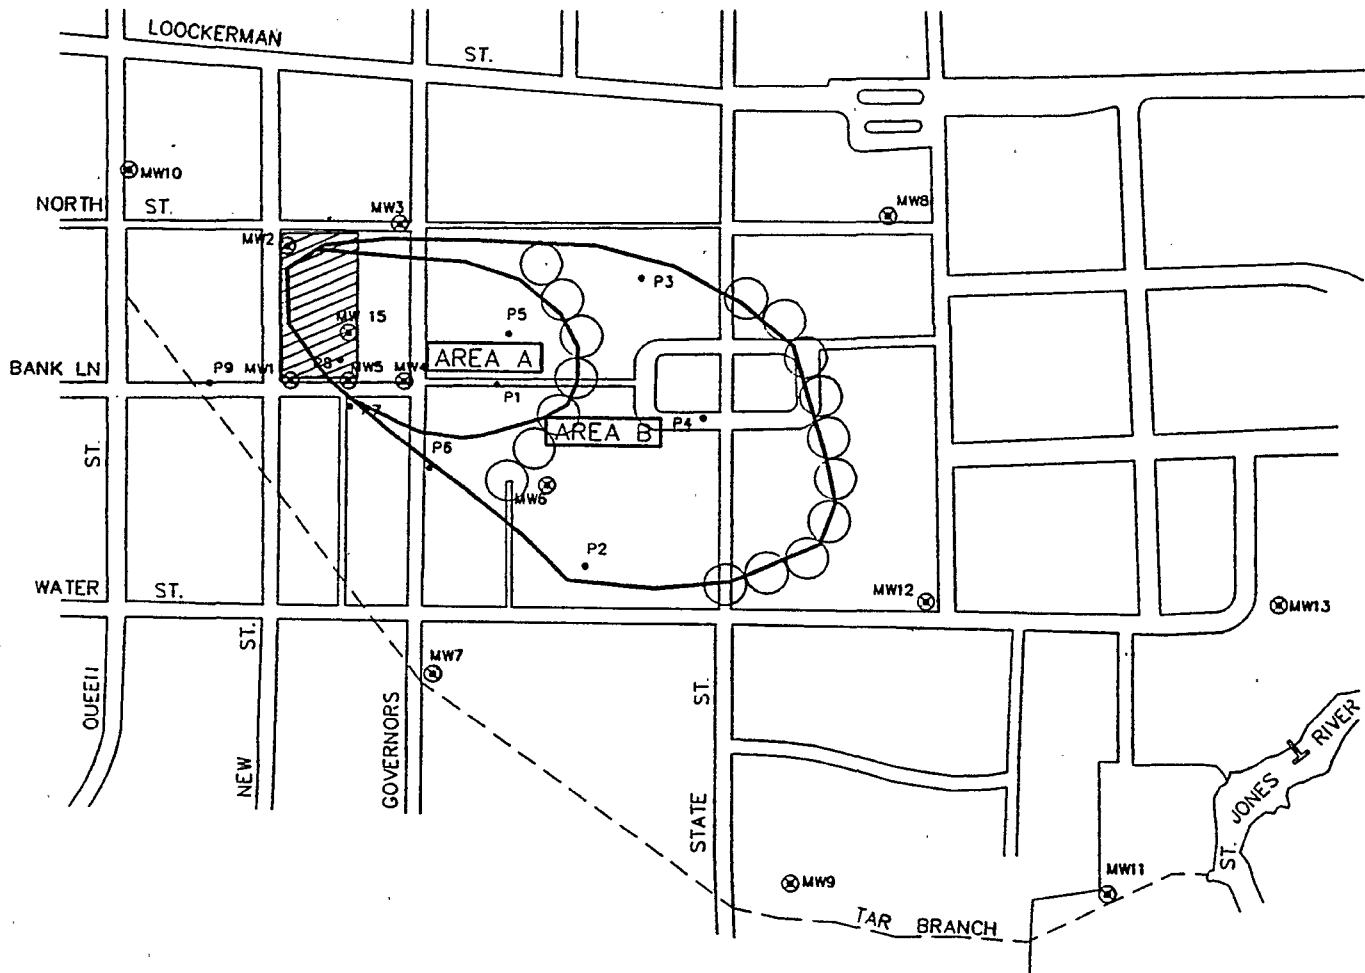 LOOCKERMAN ST.
MW10
NORTH ST.
MW3
MW8
MW2
P3
MW 15
P5
AREA A
BANK LN
P9
MW1
P8
MW5
MW4
P1
P7
AREA B
P4
ST.
P6
MW6
P2
WATER ST.
MW12
MW13
ST.
MW7
QUEEN
GOVERNORS
ST.
NEW
STATE
JONES RIVER
ST.
MW9
MW11
TAR BRANCH